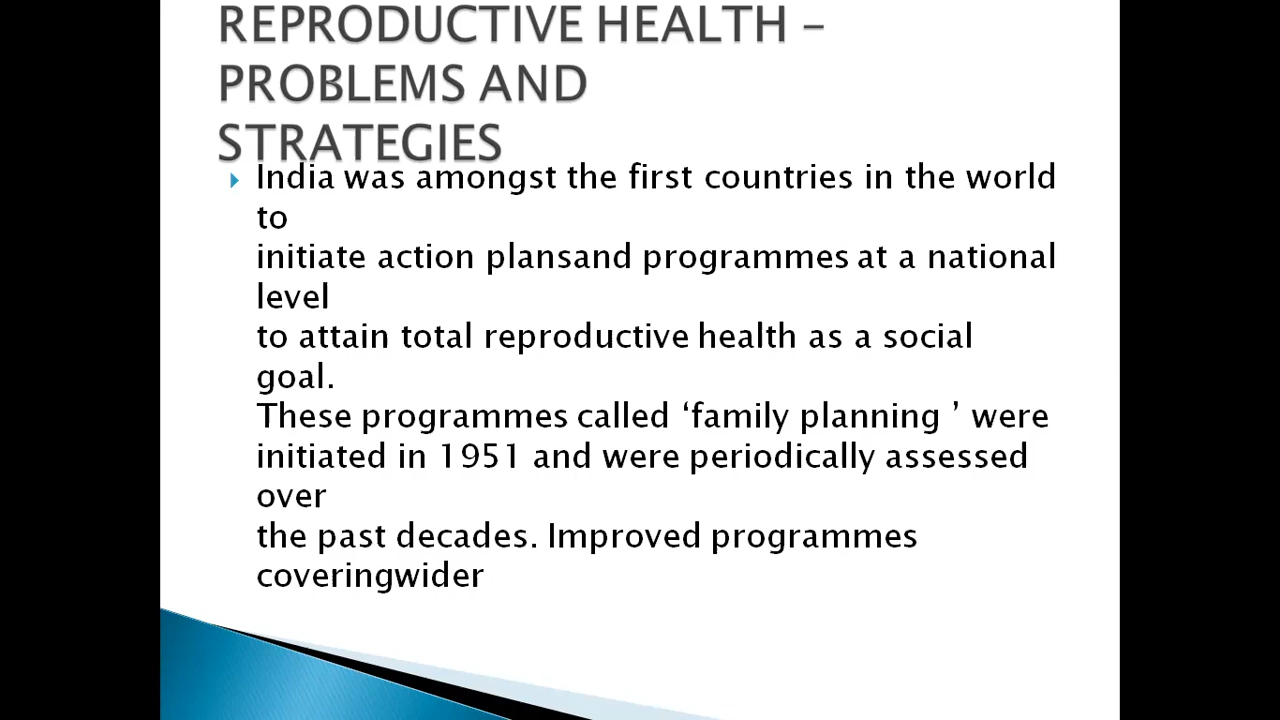 REPRODUCTIVE HEALTH –
PROBLEMS AND
STRATEGIES
India was amongst the first countries in the world
to
initiate action plansand programmes at a national
level
to attain total reproductive health as a social
goal.
These programmes called ‘family planning ’ were
initiated in 1951 and were periodically assessed
over
the past decades. Improved programmes
coveringwider